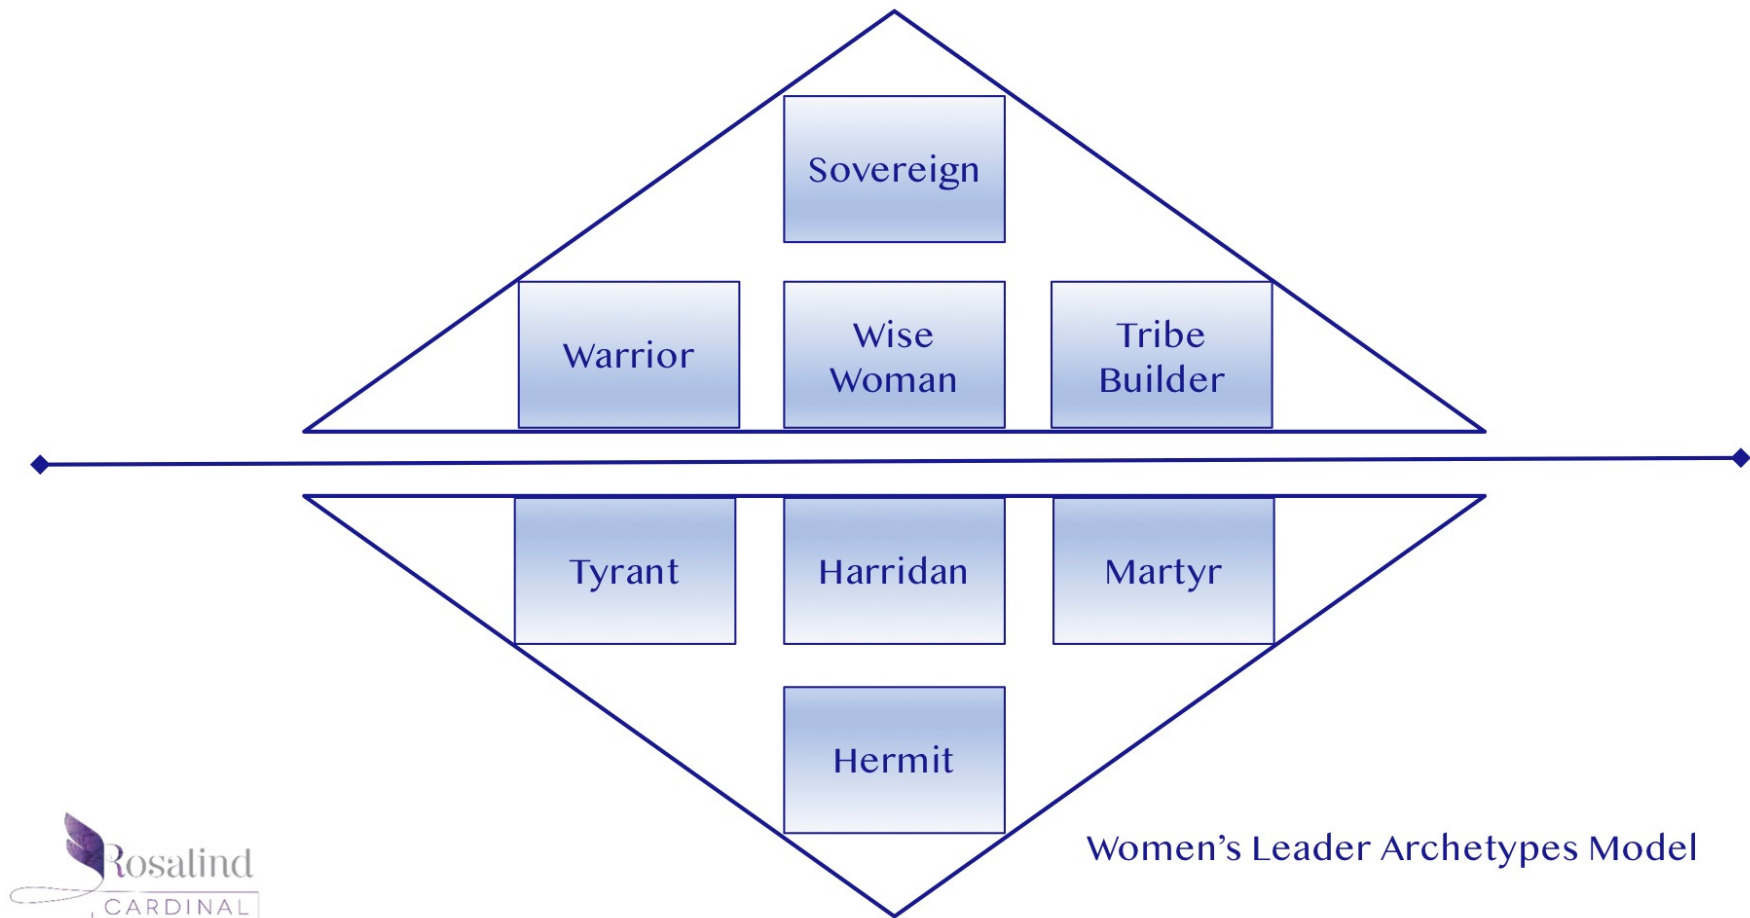 Sovereign
Warrior
Wise
Woman
Tribe
Builder
Tyrant
Harridan
Martyr
Hermit
Women’s Leader Archetypes Model
Rosalind
CARDINAL